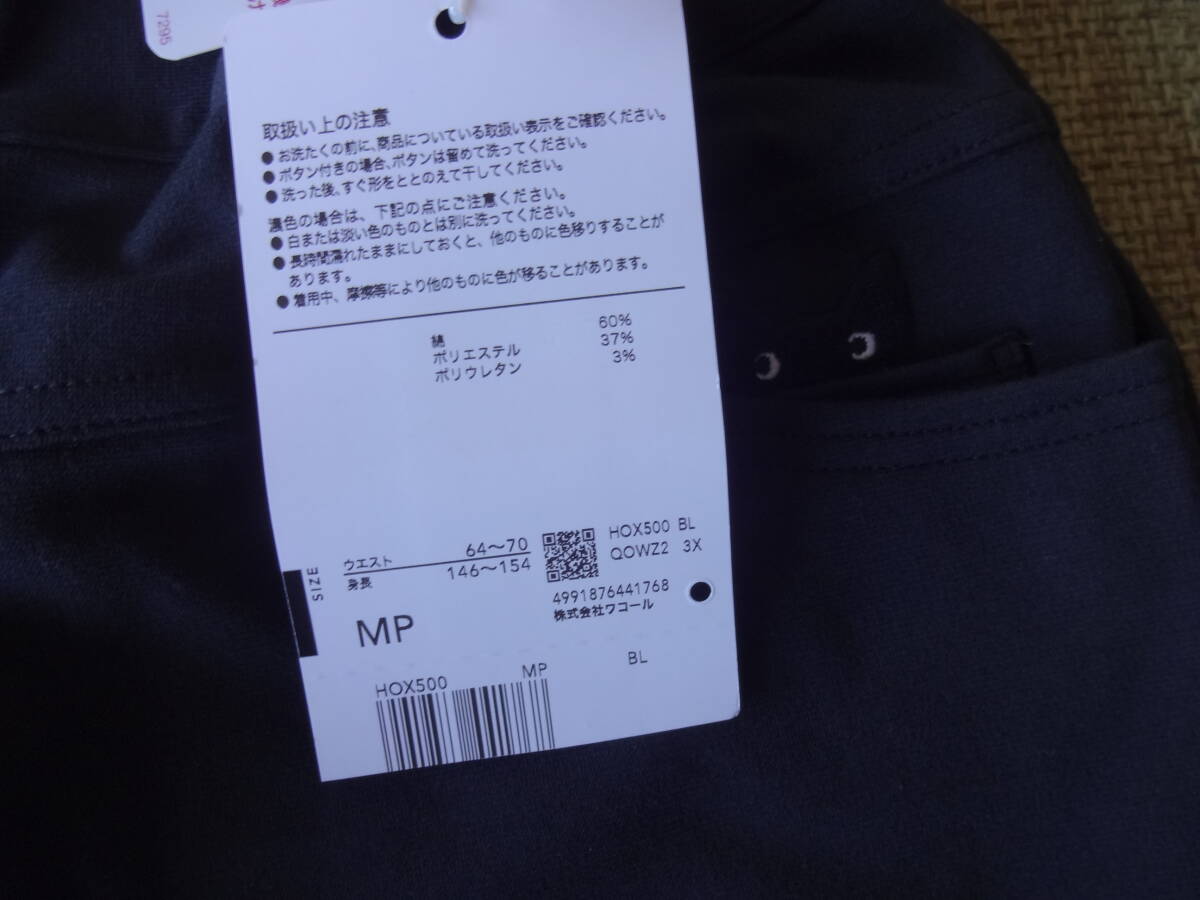 7295
取扱い上の注意
● お洗たくの前に、商品についている取扱い表示をご確認ください。
● ボタン付きの場合、ボタンは留めて洗ってください。
● 洗った後、すぐ形をととのえて干してください。
濃色の場合は、下記の点にご注意ください。
● 白または淡い色のものとは別に洗ってください。
● 長時間濡れたままにしておくと、他のものに色移りすることが
あります。
● 着用中、摩擦等により他のものに色が移ることがあります。
綿 60%
ポリエステル 37%
ポリウレタン 3%
SIZE
ウエスト 64〜70
身長 146〜154
MP
HOX500 BL
QOWZ2 3X
4991876441768
株式会社ワコール
HOX500 MP BL